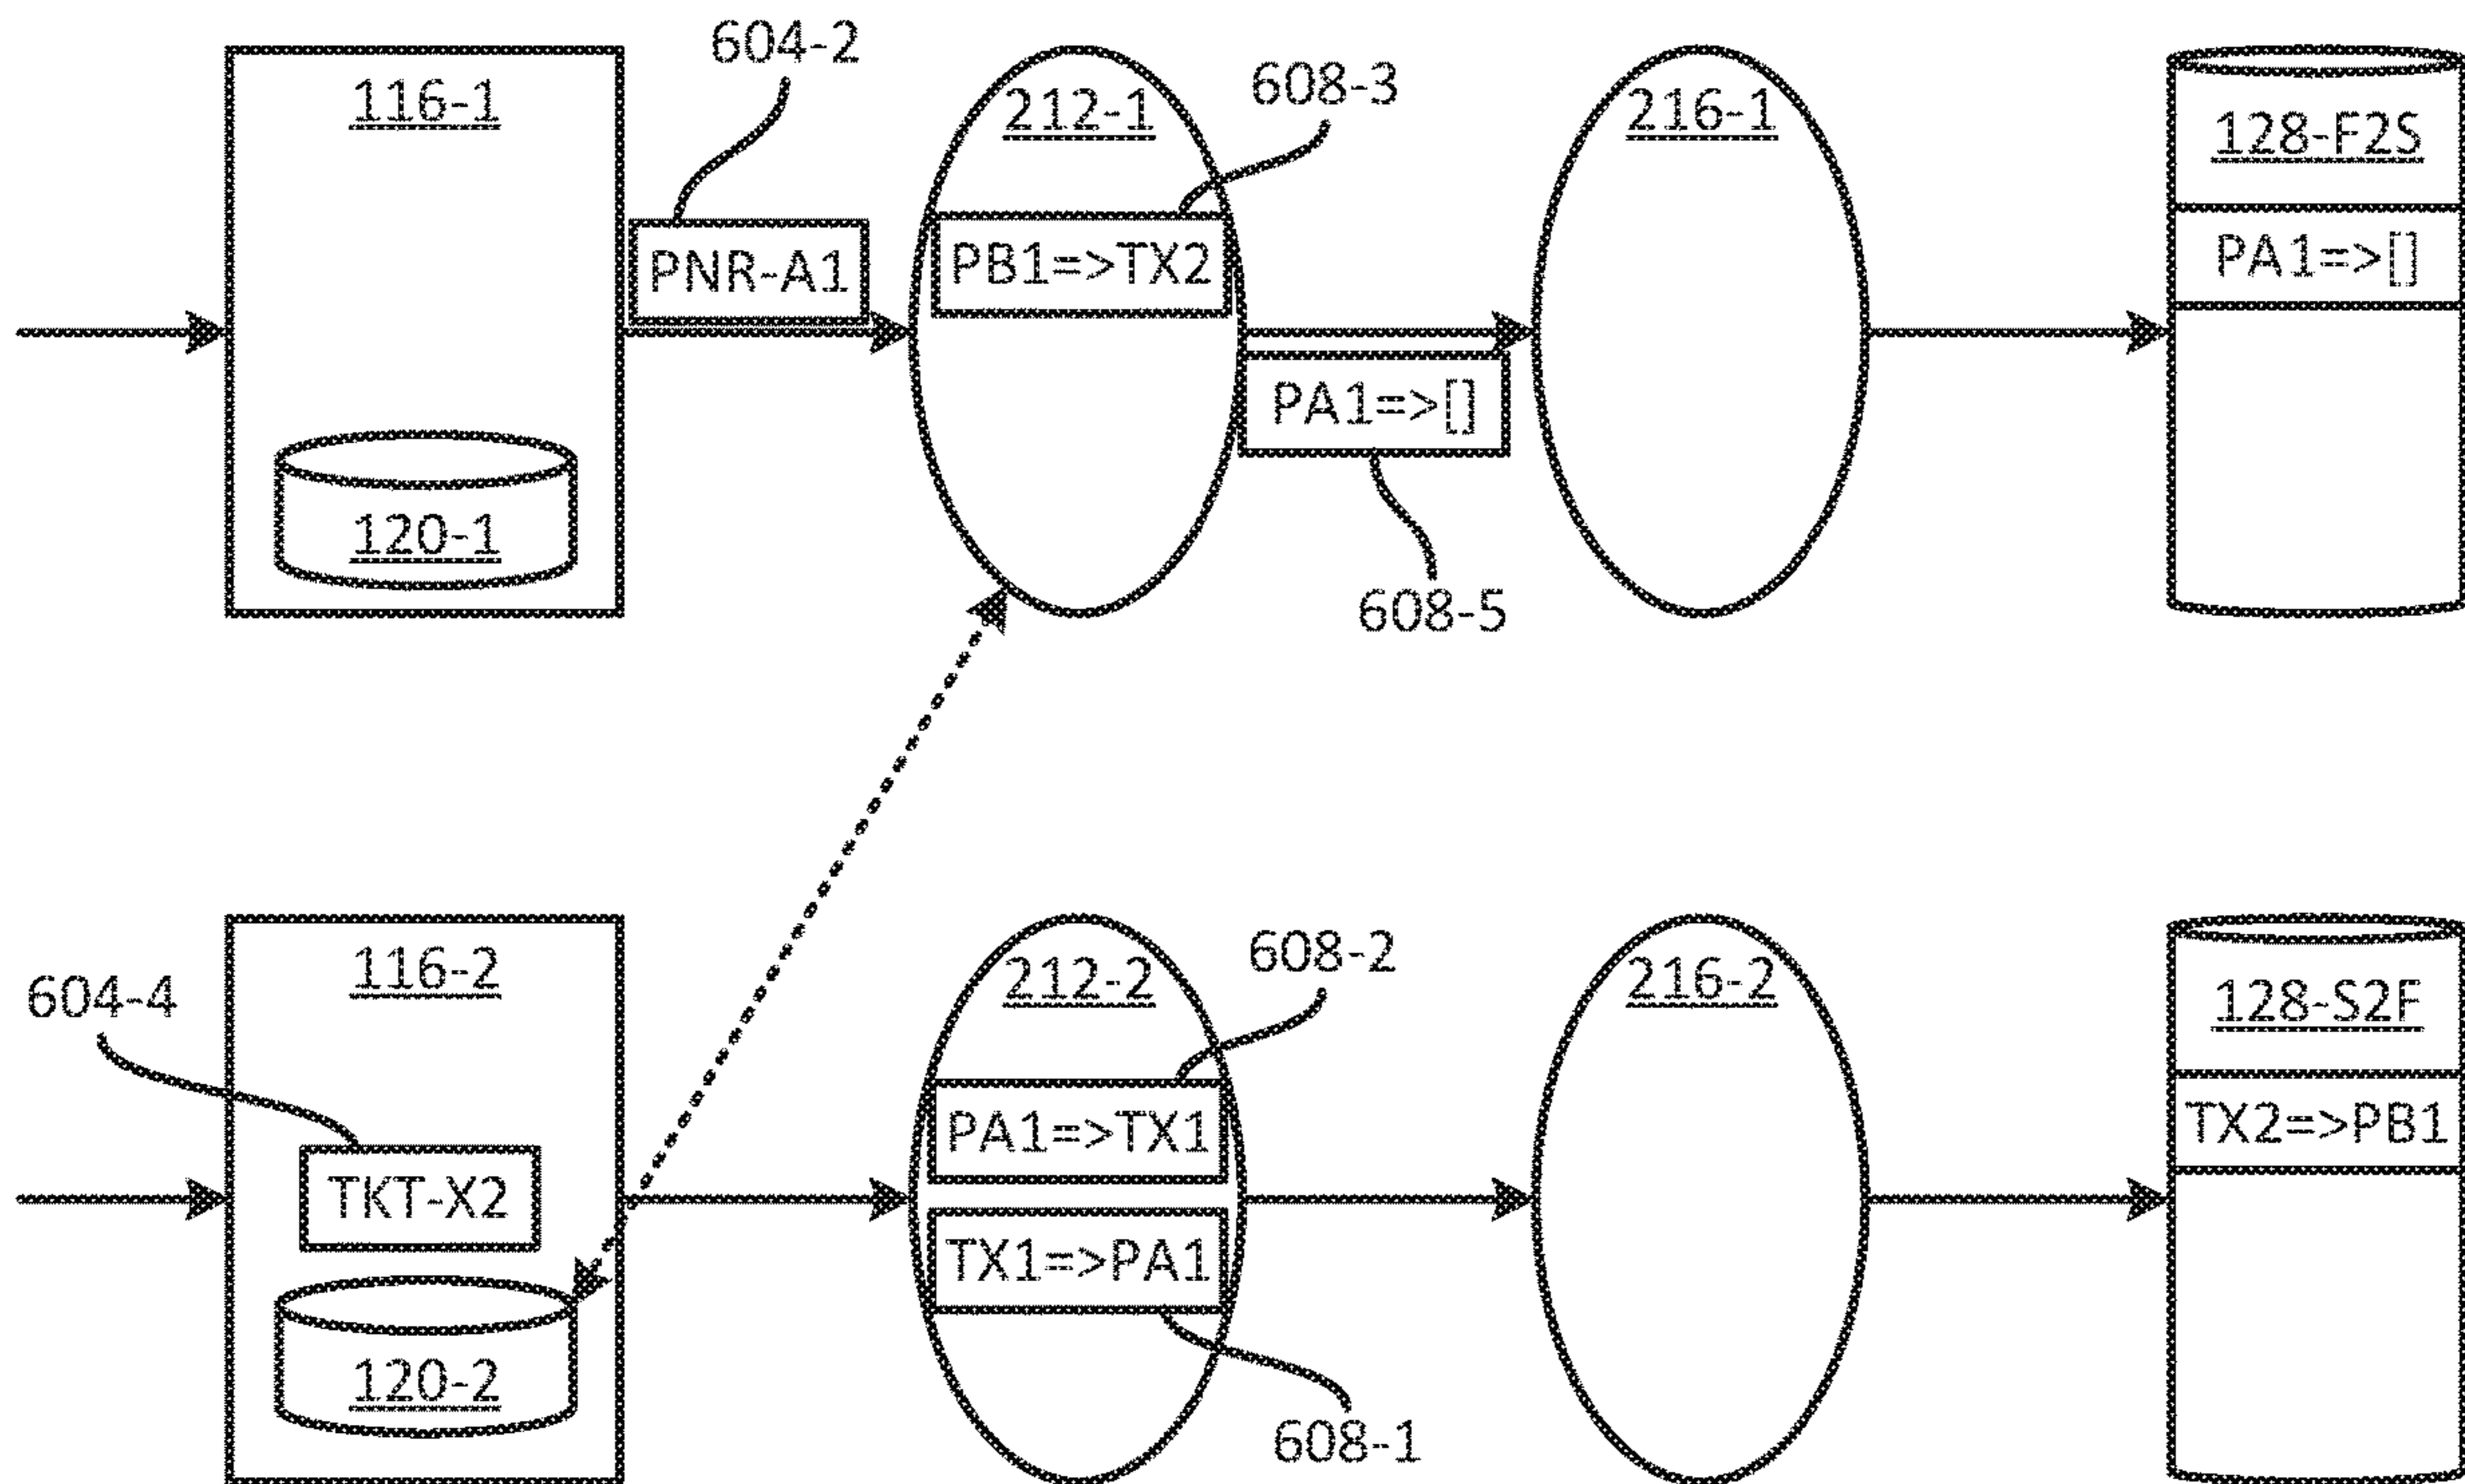 604-2
116-1
212-1
608-3
216-1
128-F2S
PNR-A1
PB1=>TX2
PA1=>[]
PA1=>[]
120-1
608-5
116-2
604-4
212-2
608-2
216-2
128-S2F
PA1=>TX1
TX2=>PB1
TKT-X2
TX1=>PA1
120-2
608-1